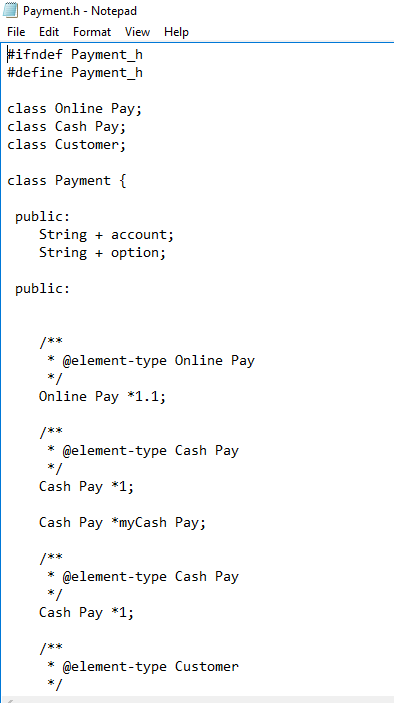 Payment.h - Notepad
File Edit Format View Help
#ifndef Payment_h
#define Payment_h
class Online Pay;
class Cash Pay;
class Customer;
class Payment {
public:
String + account;
String + option;
public:
/**
* @element-type Online Pay
*/
Online Pay *1.1;
/**
* @element-type Cash Pay
*/
Cash Pay *1;
Cash Pay *myCash Pay;
/**
* @element-type Cash Pay
*/
Cash Pay *1;
/**
* @element-type Customer
*/